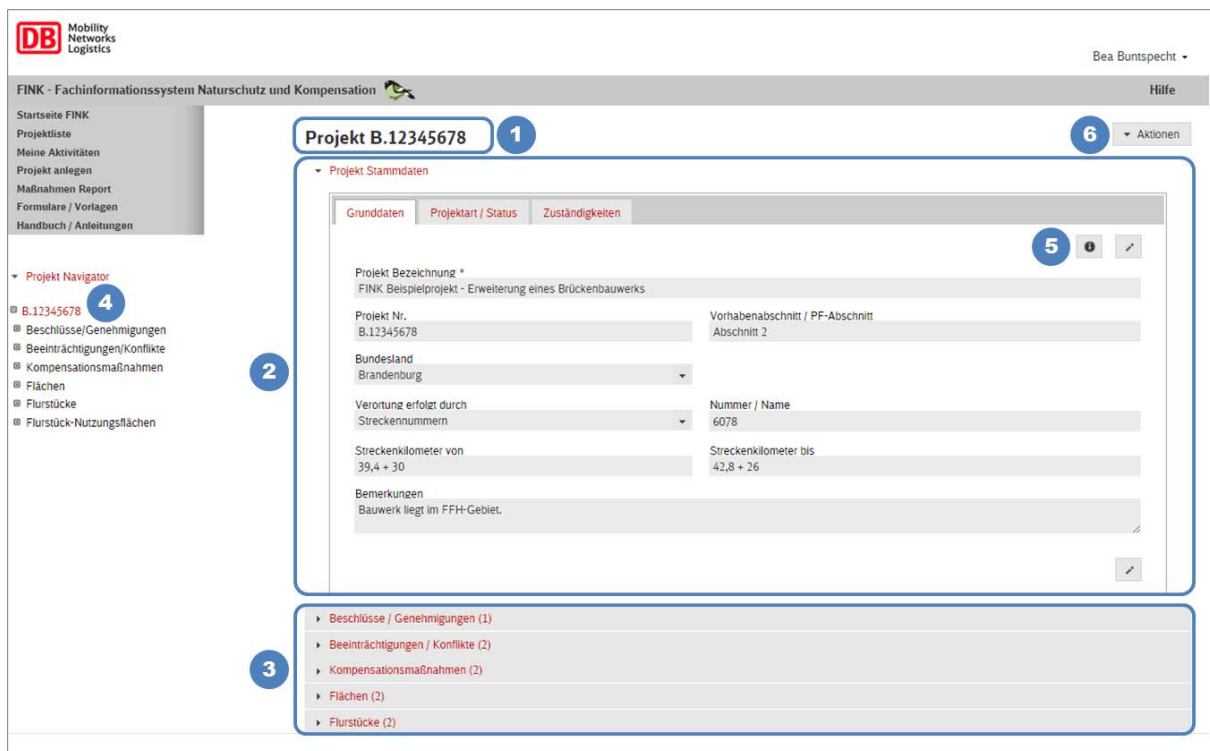 DB Mobility
Networks
Logistics
Bea Buntspecht
FINK - Fachinformationssystem Naturschutz und Kompensation
Hilfe
Startseite FINK
Projektliste
Meine Aktivitäten
Projekt anlegen
Maßnahmen Report
Formulare / Vorlagen
Handbuch / Anleitungen
Projekt Navigator
B.12345678 4
Beschlüsse/Genehmigungen
Beeinträchtigungen/Konflikte
Kompensationsmaßnahmen
Flächen
Flurstücke
Flurstück-Nutzungsflächen
Projekt B.12345678 1
6 Aktionen
2
Projekt Stammdaten
Grunddaten Projektart / Status Zuständigkeiten
5
Projekt Bezeichnung *
FINK Beispielprojekt - Erweiterung eines Brückenbauwerks
Projekt Nr.
B.12345678
Vorhabenabschnitt / PF-Abschnitt
Abschnitt 2
Bundesland
Brandenburg
Verortung erfolgt durch
Streckennummern
Nummer / Name
6078
Streckenkilometer von
39,4 + 30
Streckenkilometer bis
42,8 + 26
Bemerkungen
Bauwerk liegt im FFH-Gebiet.
3
Beschlüsse / Genehmigungen (1)
Beeinträchtigungen / Konflikte (2)
Kompensationsmaßnahmen (2)
Flächen (2)
Flurstücke (2)